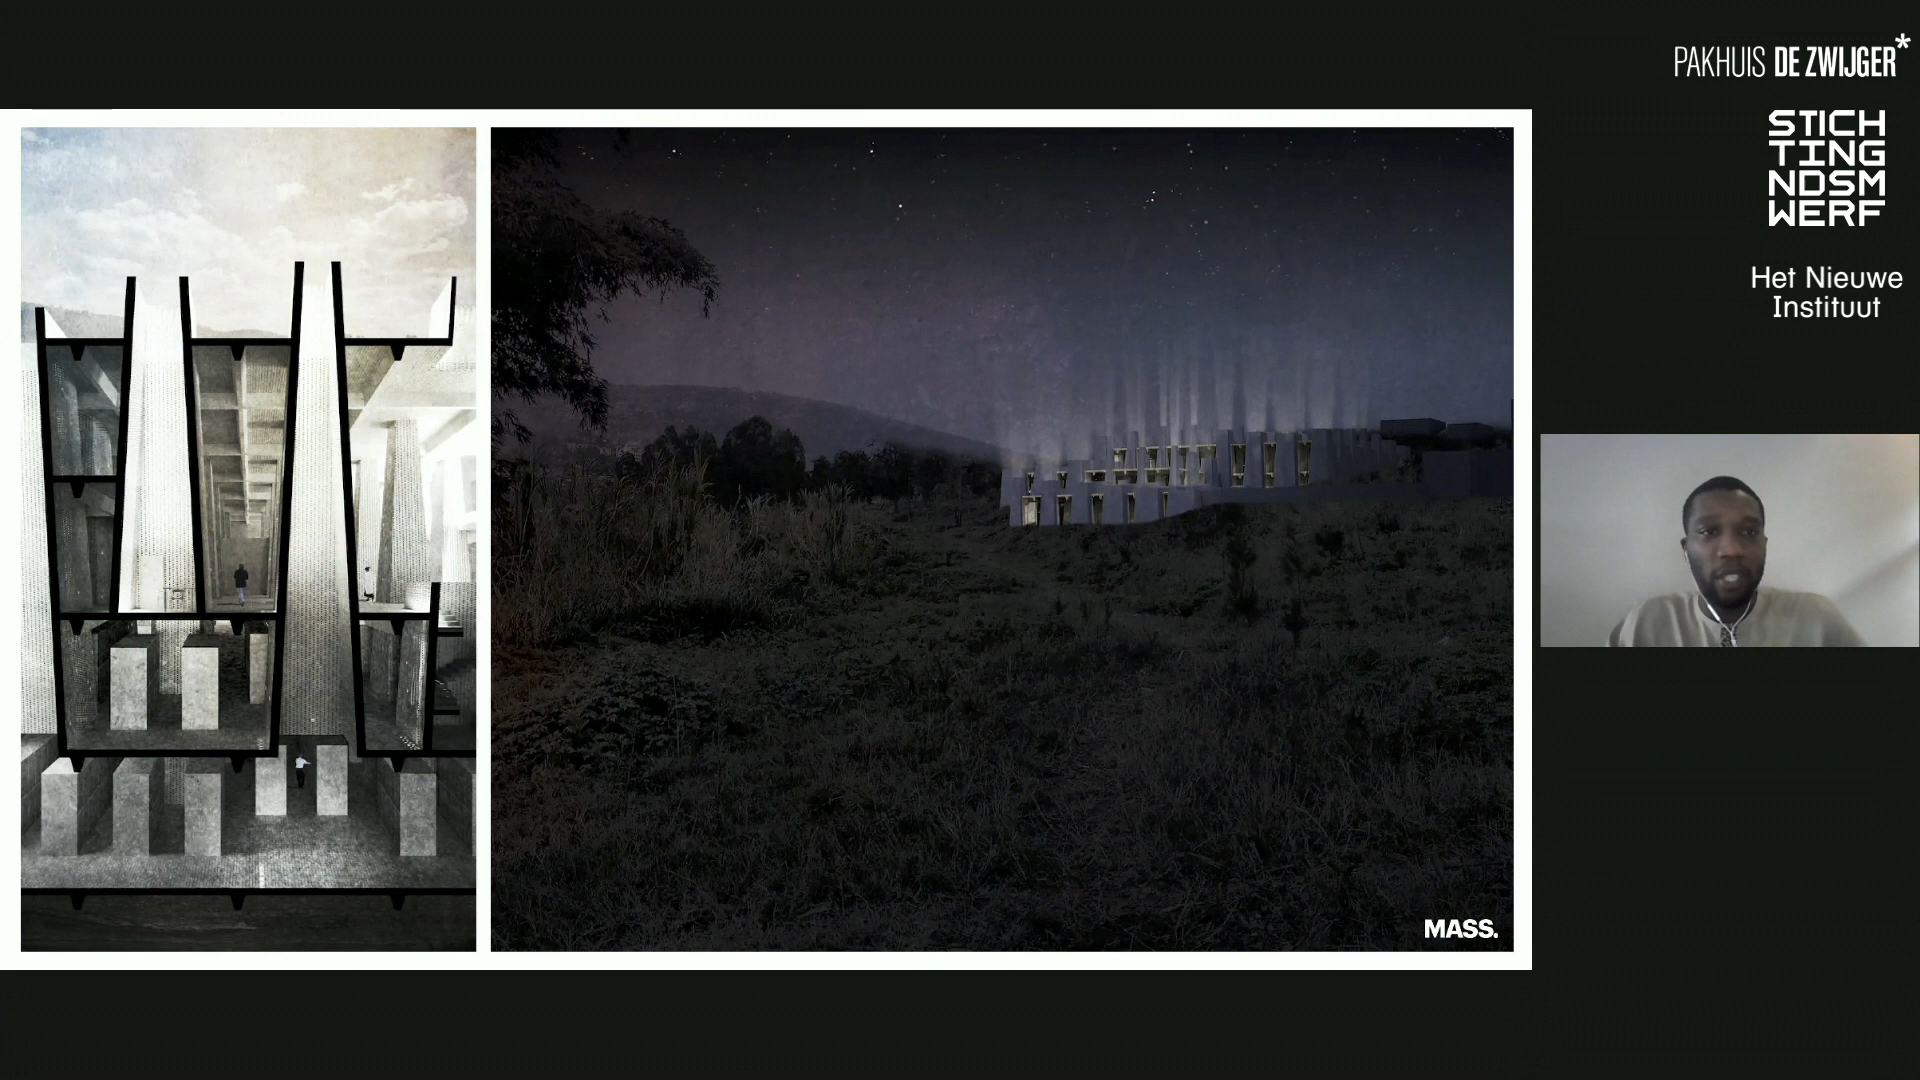 PAKHUIS DE ZWIJGER*
STICH
TING
NDSM
WERF
Het Nieuwe
Instituut
MASS.